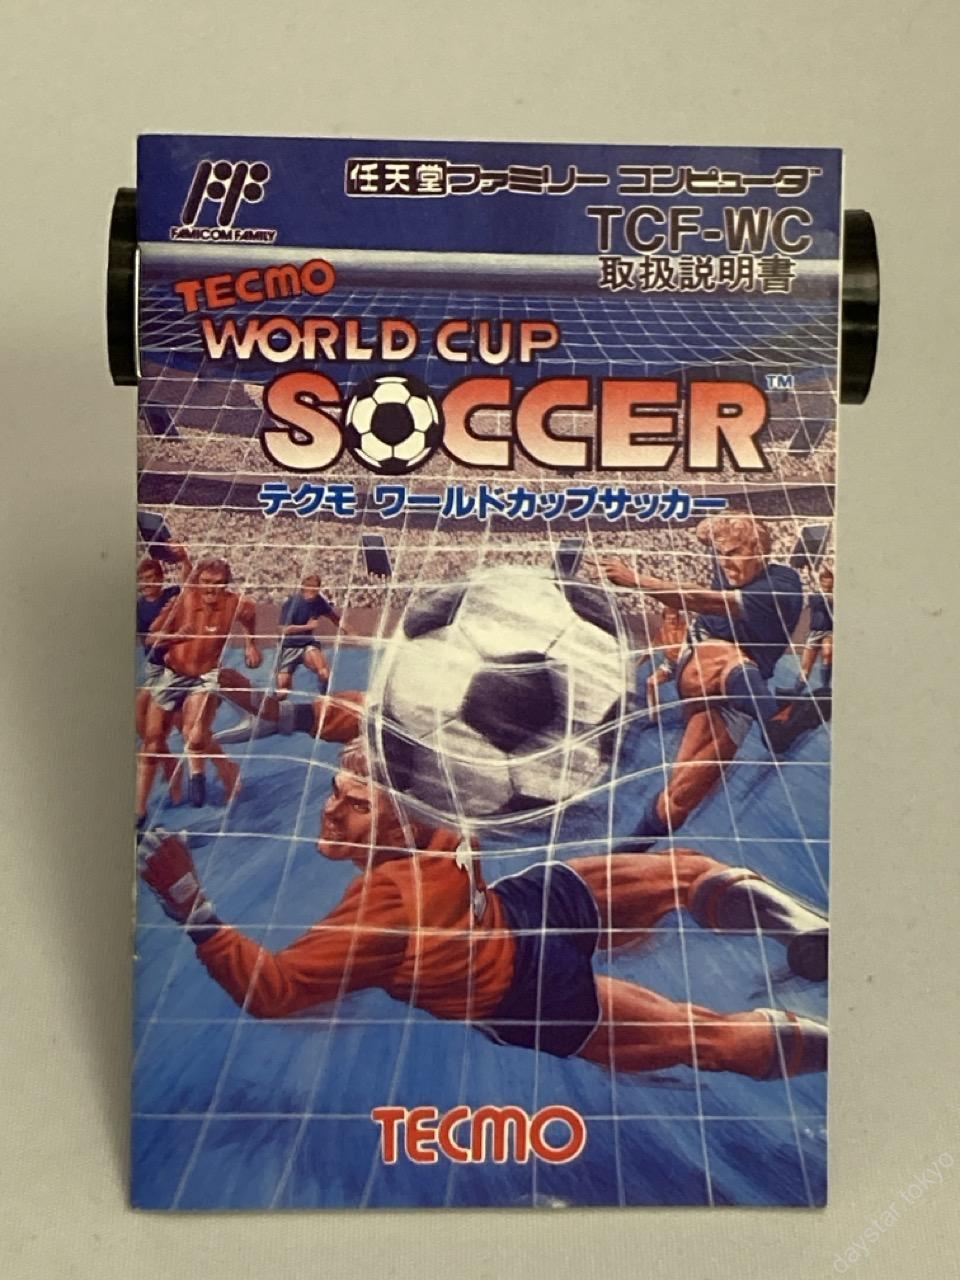 FAMICOM FAMILY
任天堂ファミリーコンピュータ
TCF-WC
取扱説明書
TECMO
WORLD CUP
SOCCER™
テクモ ワールドカップサッカー
TECMO
daystar tokyo